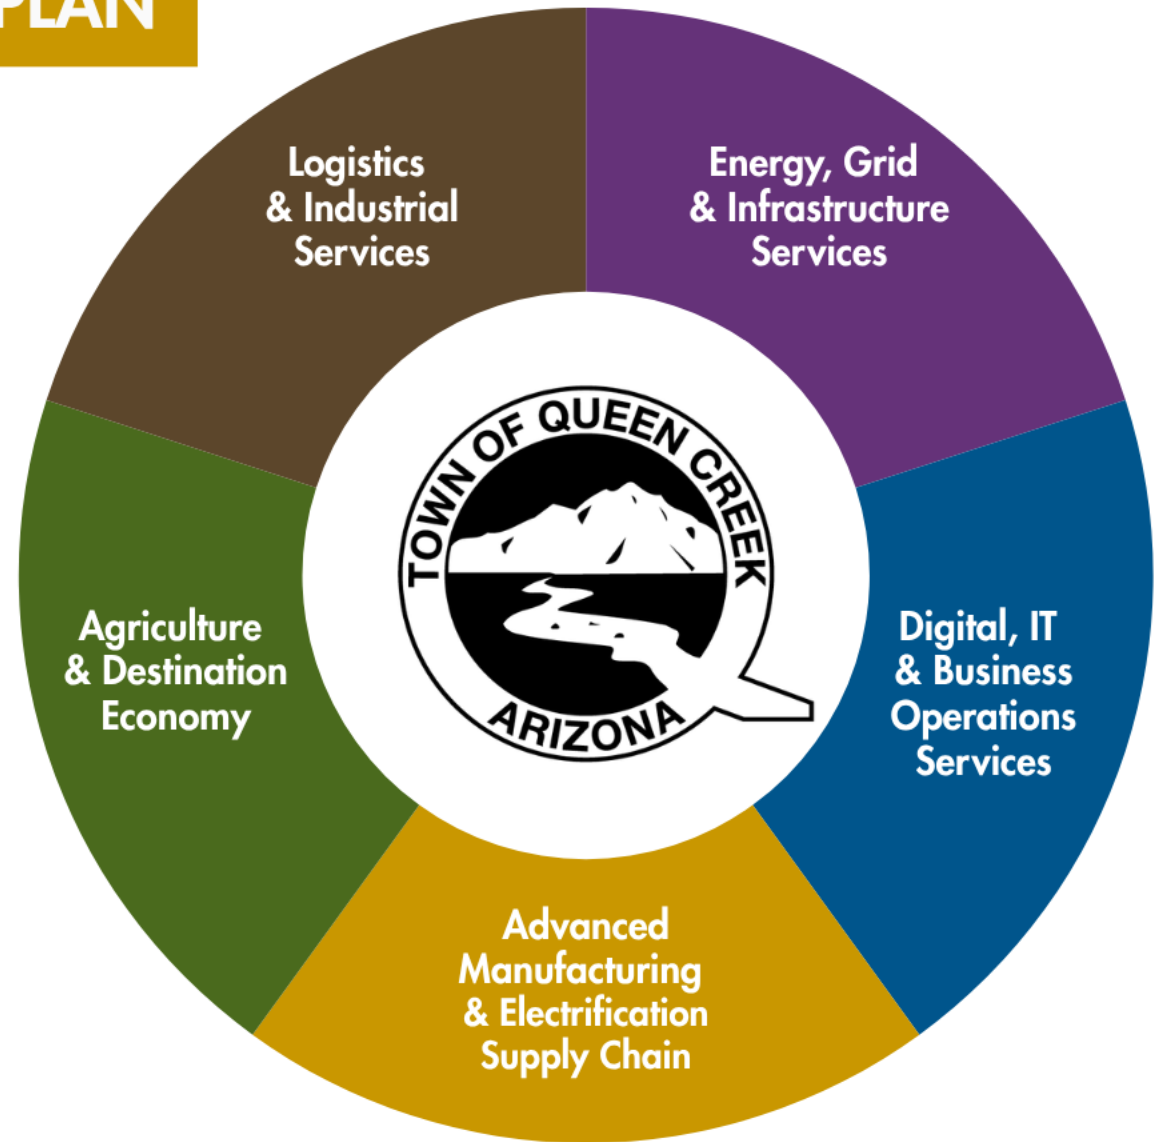 PLAN
Logistics
& Industrial
Services
Energy, Grid
& Infrastructure
Services
TOWN OF QUEEN CREEK
ARIZONA
Agriculture
& Destination
Economy
Digital, IT
& Business
Operations
Services
Advanced
Manufacturing
& Electrification
Supply Chain